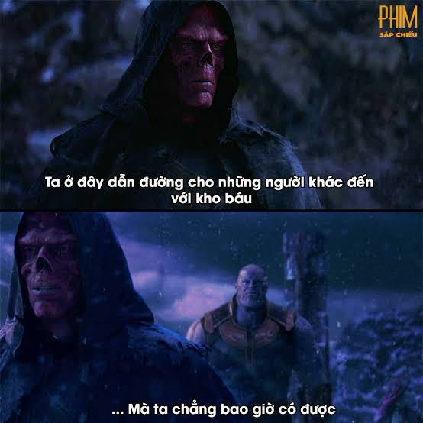 PHIM
SẮP CHIẾU
Ta ở đây dẫn đường cho những người khác đến
với kho báu
... Mà ta chẳng bao giờ có được